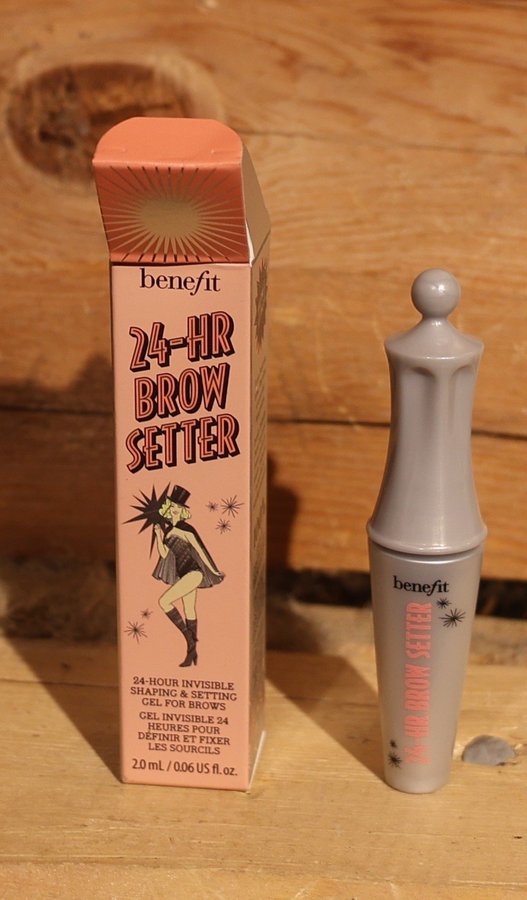 benefit
24-HR
BROW
SETTER
24-HOUR INVISIBLE
SHAPING & SETTING
GEL FOR BROWS
GEL INVISIBLE 24
HEURES POUR
DÉFINIR ET FIXER
LES SOURCILS
2.0 mL / 0.06 US fl. oz.
benefit
24-HR BROW SETTER